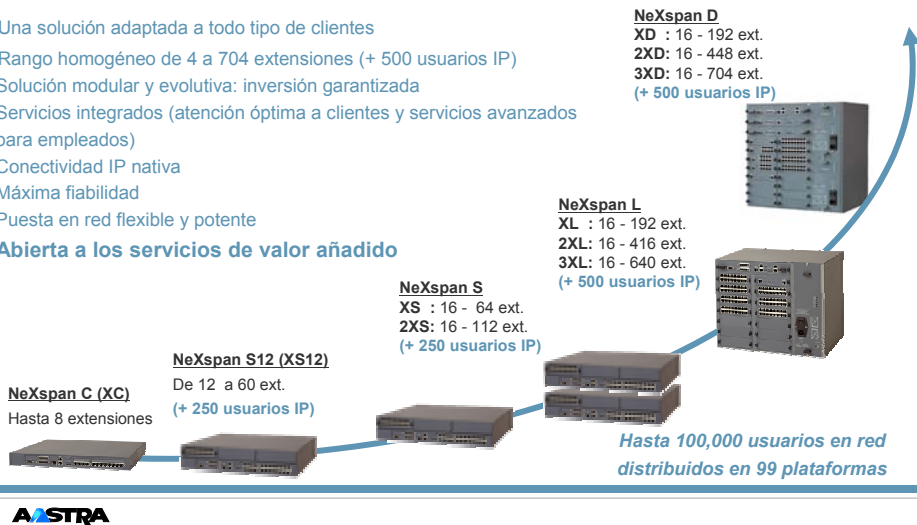 Una solución adaptada a todo tipo de clientes
Rango homogéneo de 4 a 704 extensiones (+ 500 usuarios IP)
Solución modular y evolutiva: inversión garantizada
Servicios integrados (atención óptima a clientes y servicios avanzados
para empleados)
Conectividad IP nativa
Máxima fiabilidad
Puesta en red flexible y potente
Abierta a los servicios de valor añadido
NeXspan D
XD : 16 - 192 ext.
2XD: 16 - 448 ext.
3XD: 16 - 704 ext.
(+ 500 usuarios IP)
NeXspan L
XL : 16 - 192 ext.
2XL: 16 - 416 ext.
3XL: 16 - 640 ext.
(+ 500 usuarios IP)
NeXspan S
XS : 16 - 64 ext.
2XS: 16 - 112 ext.
(+ 250 usuarios IP)
NeXspan S12 (XS12)
De 12 a 60 ext.
(+ 250 usuarios IP)
NeXspan C (XC)
Hasta 8 extensiones
Hasta 100,000 usuarios en red
distribuidos en 99 plataformas
AASTRA